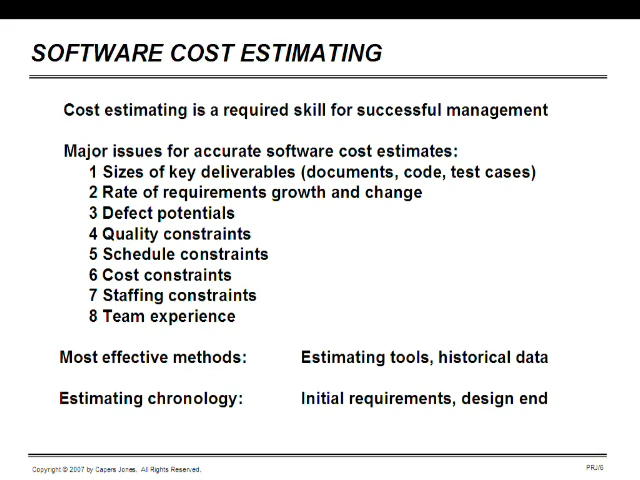 SOFTWARE COST ESTIMATING
Cost estimating is a required skill for successful management
Major issues for accurate software cost estimates:
1 Sizes of key deliverables (documents, code, test cases)
2 Rate of requirements growth and change
3 Defect potentials
4 Quality constraints
5 Schedule constraints
6 Cost constraints
7 Staffing constraints
8 Team experience
Most effective methods: Estimating tools, historical data
Estimating chronology: Initial requirements, design end
Copyright © 2007 by Capers Jones. All Rights Reserved. PRJ/6